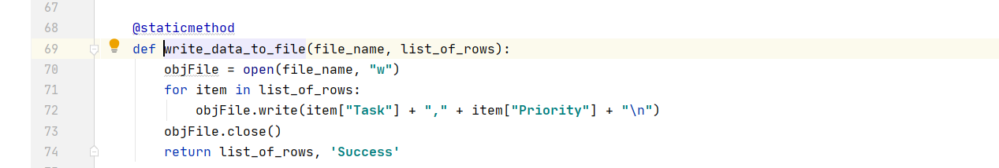 67
68 @staticmethod
69 def write_data_to_file(file_name, list_of_rows):
70 objFile = open(file_name, "w")
71 for item in list_of_rows:
72 objFile.write(item["Task"] + "," + item["Priority"] + "\n")
73 objFile.close()
74 return list_of_rows, 'Success'